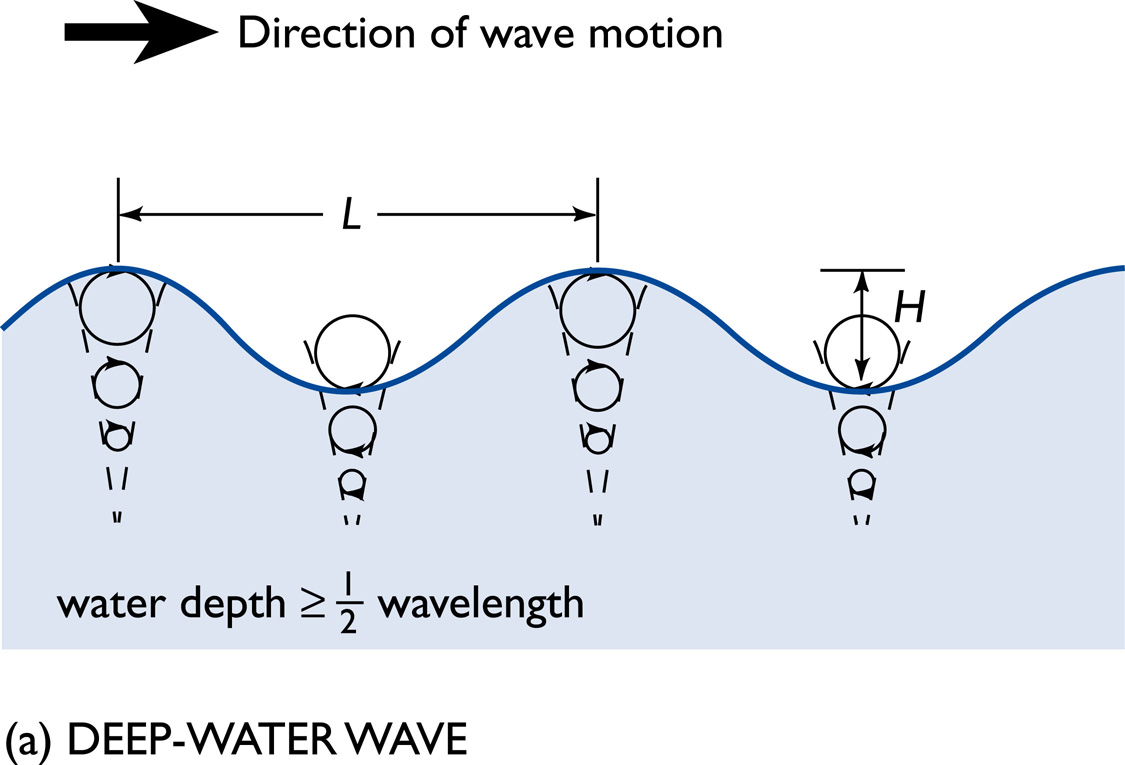 Direction of wave motion
L
H
water depth ≥ 1/2 wavelength
(a) DEEP-WATER WAVE